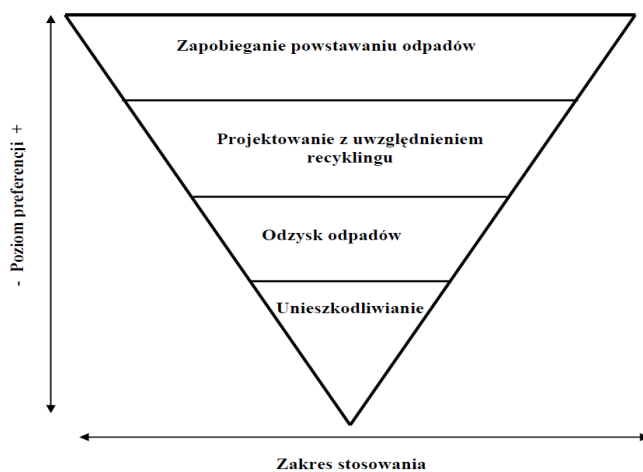 Zapobieganie powstawaniu odpadów
Projektowanie z uwzględnieniem
recyklingu
Odzysk odpadów
Unieszkodliwianie
- Poziom preferencji +
Zakres stosowania